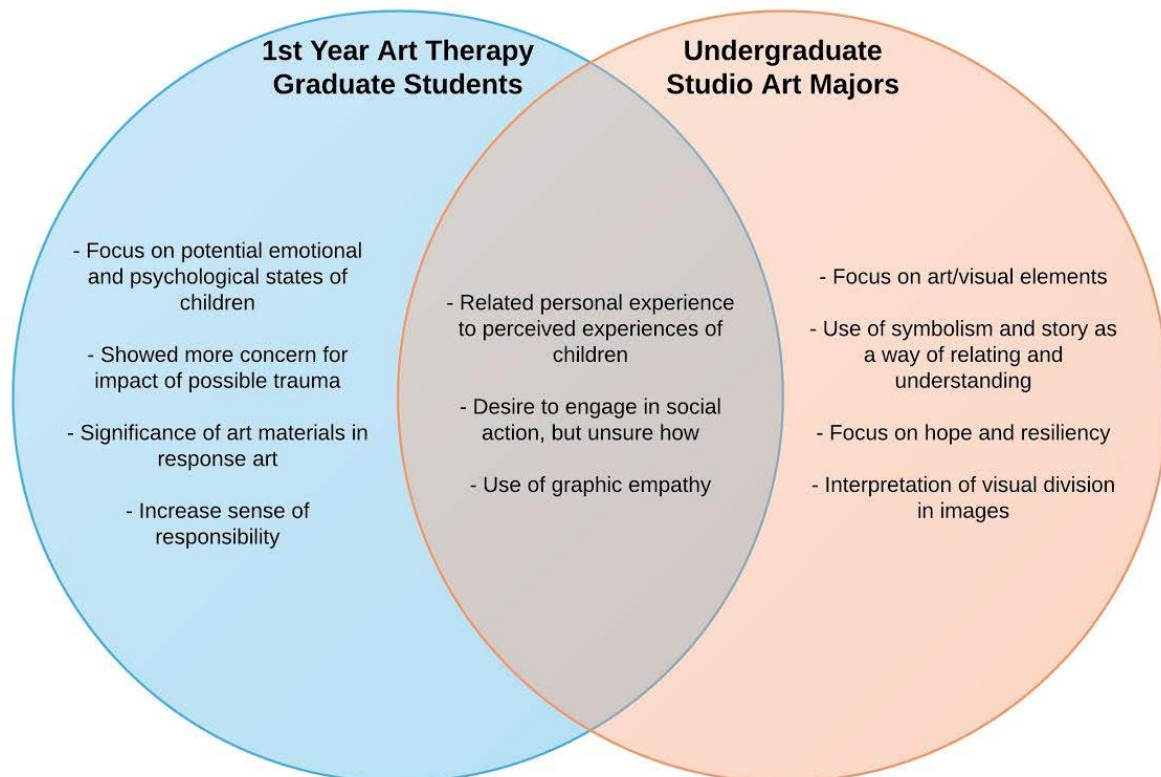 1st Year Art Therapy
Graduate Students
- Focus on potential emotional
and psychological states of
children
- Showed more concern for
impact of possible trauma
- Significance of art materials in
response art
- Increase sense of
responsibility
- Related personal experience
to perceived experiences of
children
- Desire to engage in social
action, but unsure how
- Use of graphic empathy
Undergraduate
Studio Art Majors
- Focus on art/visual elements
- Use of symbolism and story as
a way of relating and
understanding
- Focus on hope and resiliency
- Interpretation of visual division
in images